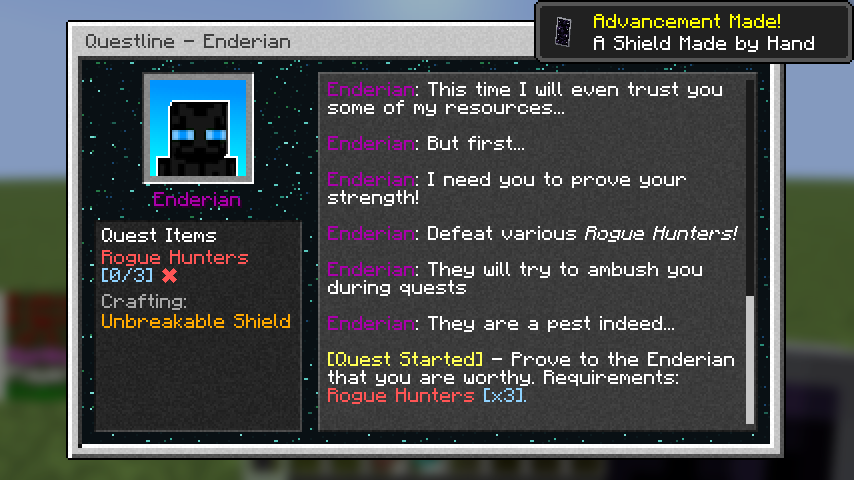 Questline - Enderian
Advancement Made!
A Shield Made by Hand
Enderian
Quest Items
Rogue Hunters
[0/3] ✖
Crafting:
Unbreakable Shield
Enderian: This time I will even trust you
some of my resources...
Enderian: But first...
Enderian: I need you to prove your
strength!
Enderian: Defeat various Rogue Hunters!
Enderian: They will try to ambush you
during quests
Enderian: They are a pest indeed...
[Quest Started] - Prove to the Enderian
that you are worthy. Requirements:
Rogue Hunters [x3].